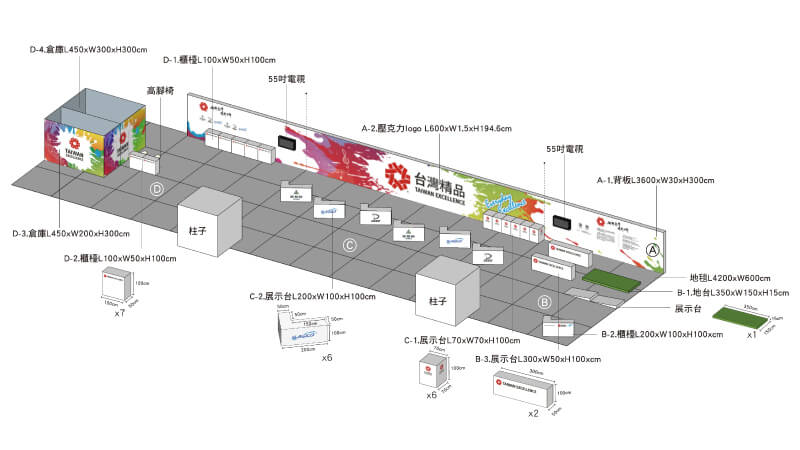 D-4.倉庫L450xW300xH300cm
D-1.櫃檯L100xW50xH100cm
高腳椅
55吋電視
A-2.壓克力logo L600xW1.5xH194.6cm
55吋電視
A-1.背板L3600xW30xH300cm
台灣精品
TAIWAN EXCELLENCE
Everyday Excellence
TAIWAN
EXCELLENCE
A
D
柱子
C
柱子
B
D-3.倉庫L450xW200xH300cm
D-2.櫃檯L100xW50xH100cm
100cm
100cm
50cm
x7
C-2.展示台L200xW100xH100cm
50cm
50cm
150cm
50cm
100cm
200cm
x6
C-1.展示台L70xW70xH100cm
70cm
100cm
70cm
x6
B-3.展示台L300xW50xH100xcm
300cm
TAIWAN EXCELLENCE
100cm
50cm
x2
地毯L4200xW600cm
B-1.地台L350xW150xH15cm
展示台
B-2.櫃檯L200xW100xH100xcm
350cm
15cm
150cm
x1